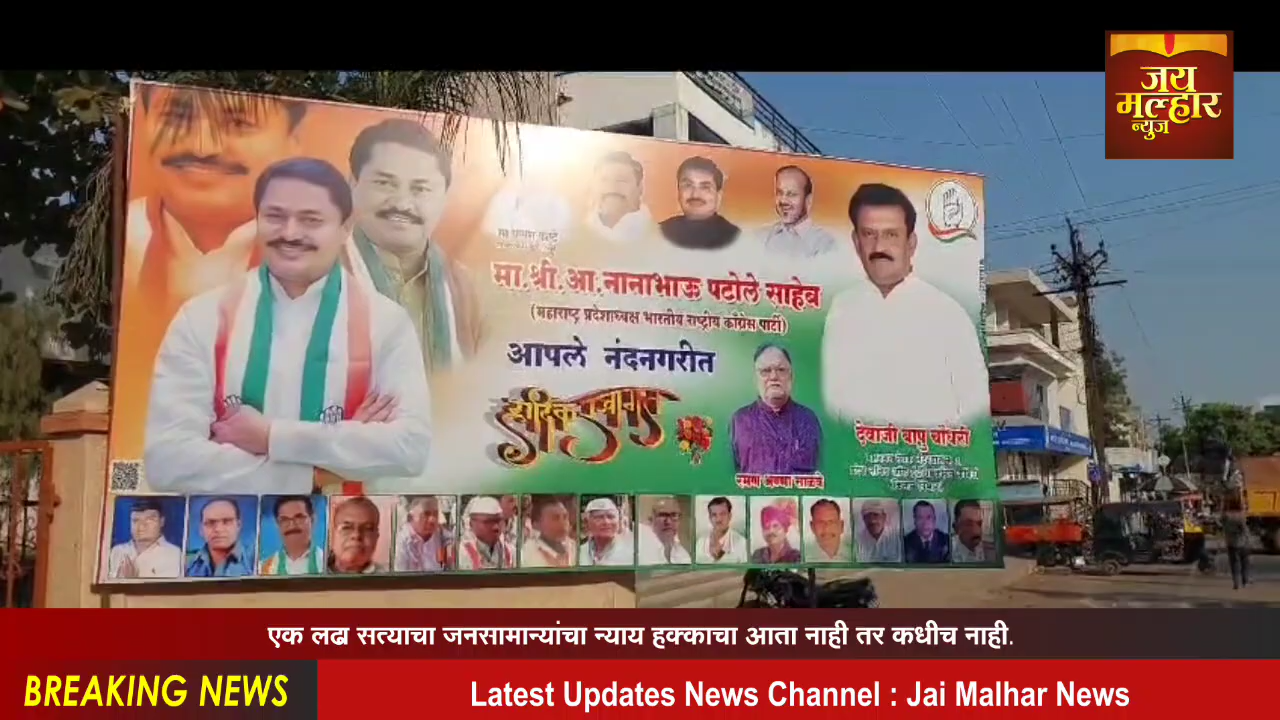 जय
मल्हार
न्युज
मा.श्री.आ.नानाभाऊ पटोले साहेब
(महाराष्ट्र प्रदेशाध्यक्ष भारतीय राष्ट्रीय काँग्रेस पार्टी)
आपले नंदनगरीत
हार्दिक स्वागत
देवाजी बापु चौधरी
एक लढा सत्याचा जनसामान्यांचा न्याय हक्काचा आता नाही तर कधीच नाही.
BREAKING NEWS
Latest Updates News Channel : Jai Malhar News